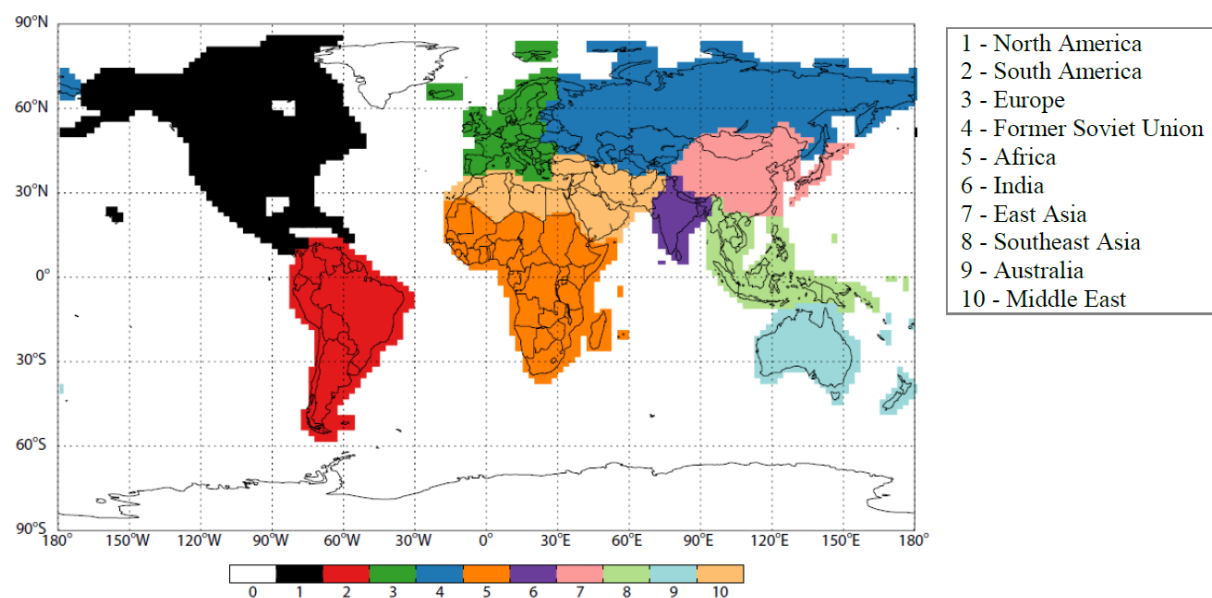 90°N
60°N
30°N
0°
30°S
60°S
90°S
180° 150°W 120°W 90°W 60°W 30°W 0° 30°E 60°E 90°E 120°E 150°E 180°
0 1 2 3 4 5 6 7 8 9 10
1 - North America
2 - South America
3 - Europe
4 - Former Soviet Union
5 - Africa
6 - India
7 - East Asia
8 - Southeast Asia
9 - Australia
10 - Middle East